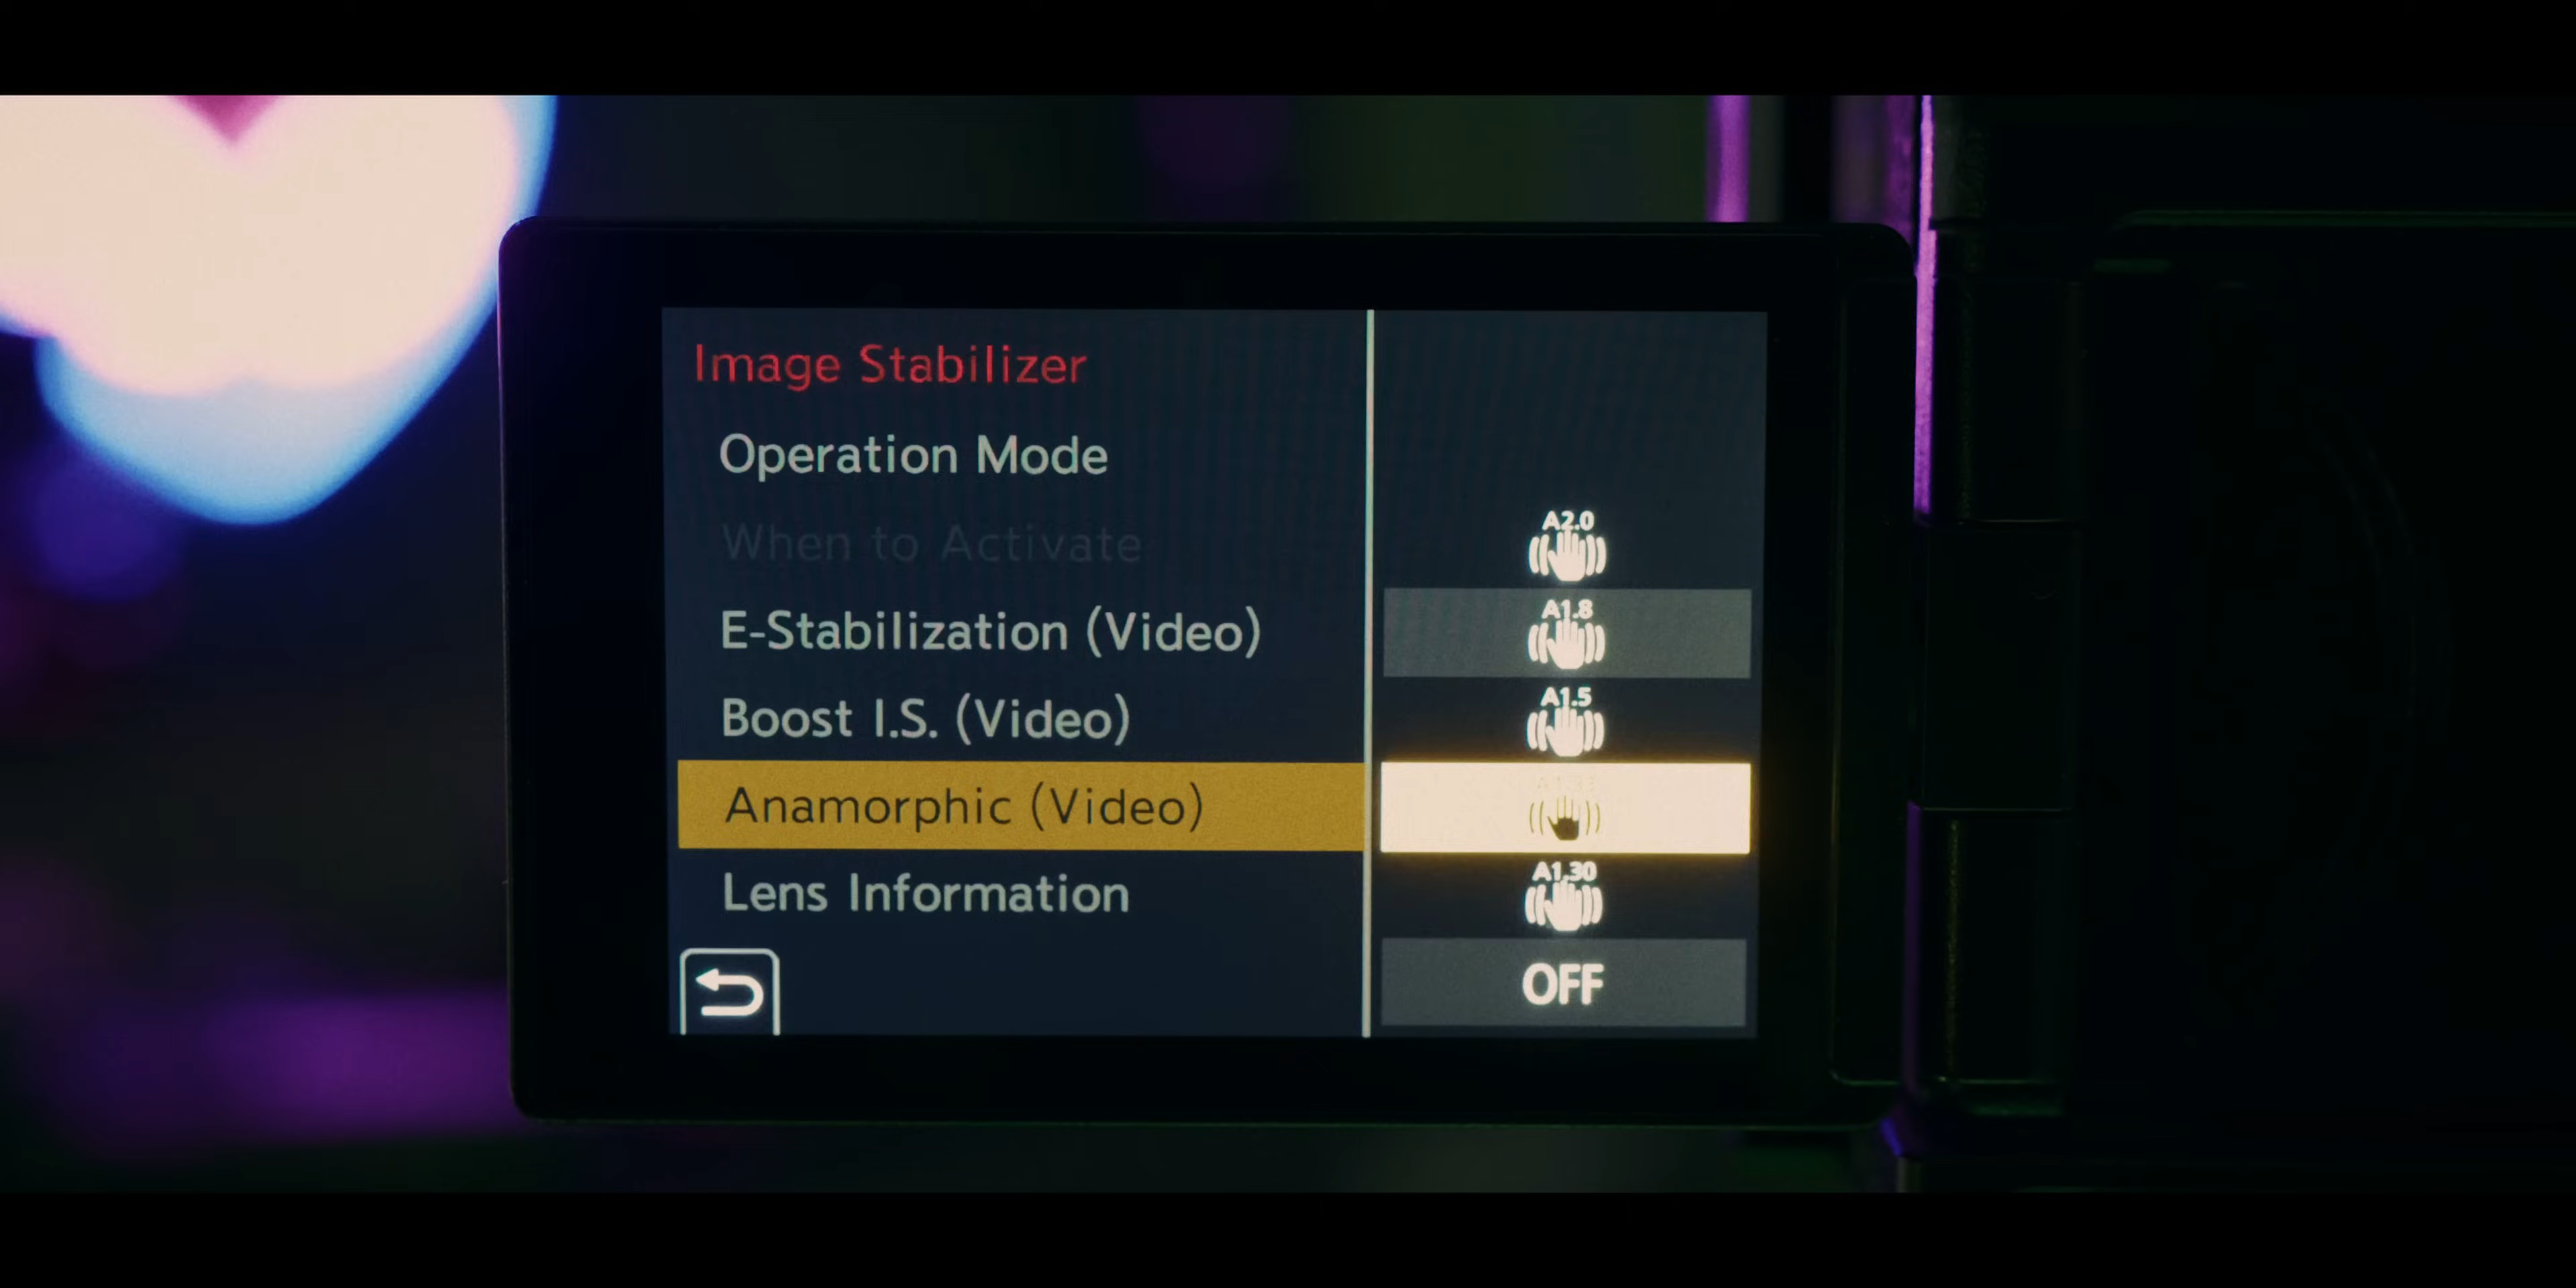 Image Stabilizer
Operation Mode
When to Activate
A2.0
E-Stabilization (Video)
A1.8
Boost I.S. (Video)
A1.5
Anamorphic (Video)
Lens Information
A1.30
OFF